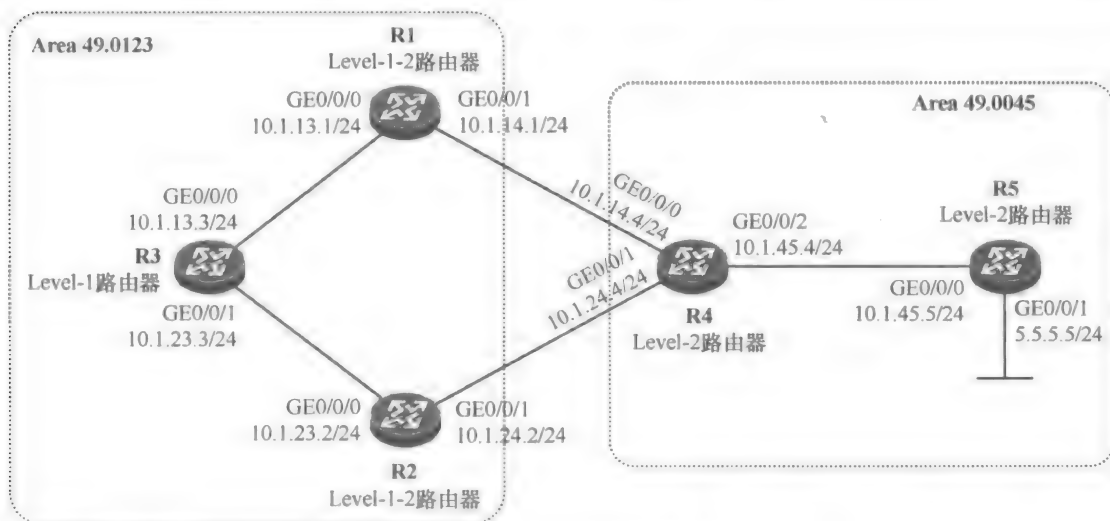 Area 49.0123
R1
Level-1-2路由器
GE0/0/0
10.1.13.1/24
GE0/0/1
10.1.14.1/24
Area 49.0045
GE0/0/0
10.1.13.3/24
R3
Level-1路由器
GE0/0/1
10.1.23.3/24
GE0/0/0
10.1.14.4/24
GE0/0/1
10.1.24.4/24
GE0/0/2
10.1.45.4/24
R4
Level-2路由器
R5
Level-2路由器
GE0/0/0
10.1.45.5/24
GE0/0/1
5.5.5.5/24
GE0/0/0
10.1.23.2/24
GE0/0/1
10.1.24.2/24
R2
Level-1-2路由器